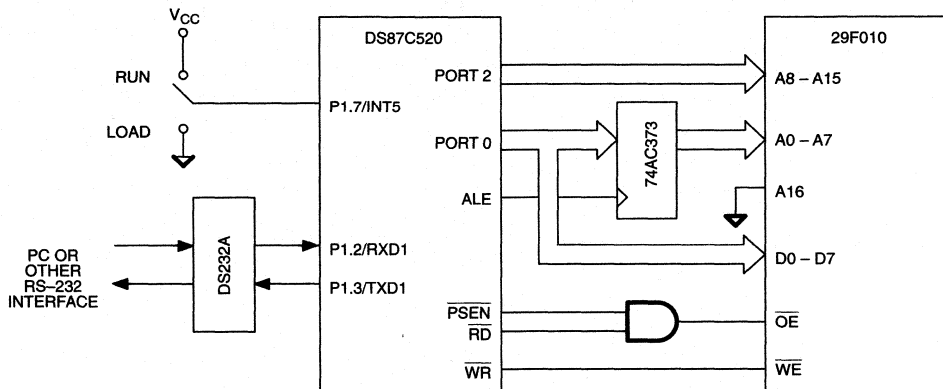 VCC
RUN
LOAD
PC OR
OTHER
RS–232
INTERFACE
DS232A
DS87C520
P1.7/INT5
P1.2/RXD1
P1.3/TXD1
PORT 2
PORT 0
ALE
PSEN
RD
WR
74AC373
29F010
A8 – A15
A0 – A7
A16
D0 – D7
OE
WE